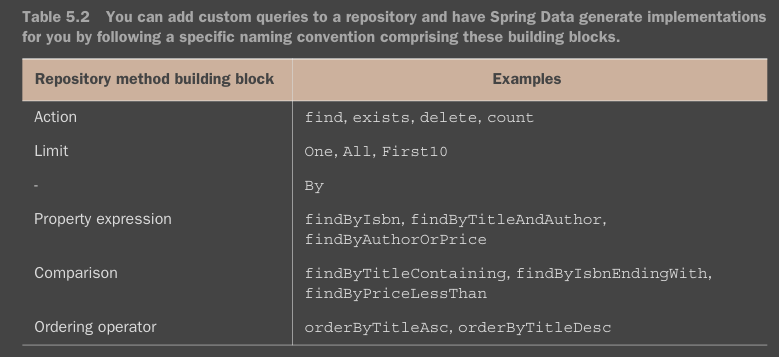 Table 5.2 You can add custom queries to a repository and have Spring Data generate implementations
for you by following a specific naming convention comprising these building blocks.
Repository method building block Examples
Action find, exists, delete, count
Limit One, All, First10
- By
Property expression findByIsbn, findByTitleAndAuthor,
findByAuthorOrPrice
Comparison findByTitleContaining, findByIsbnEndingWith,
findByPriceLessThan
Ordering operator orderByTitleAsc, orderByTitleDesc